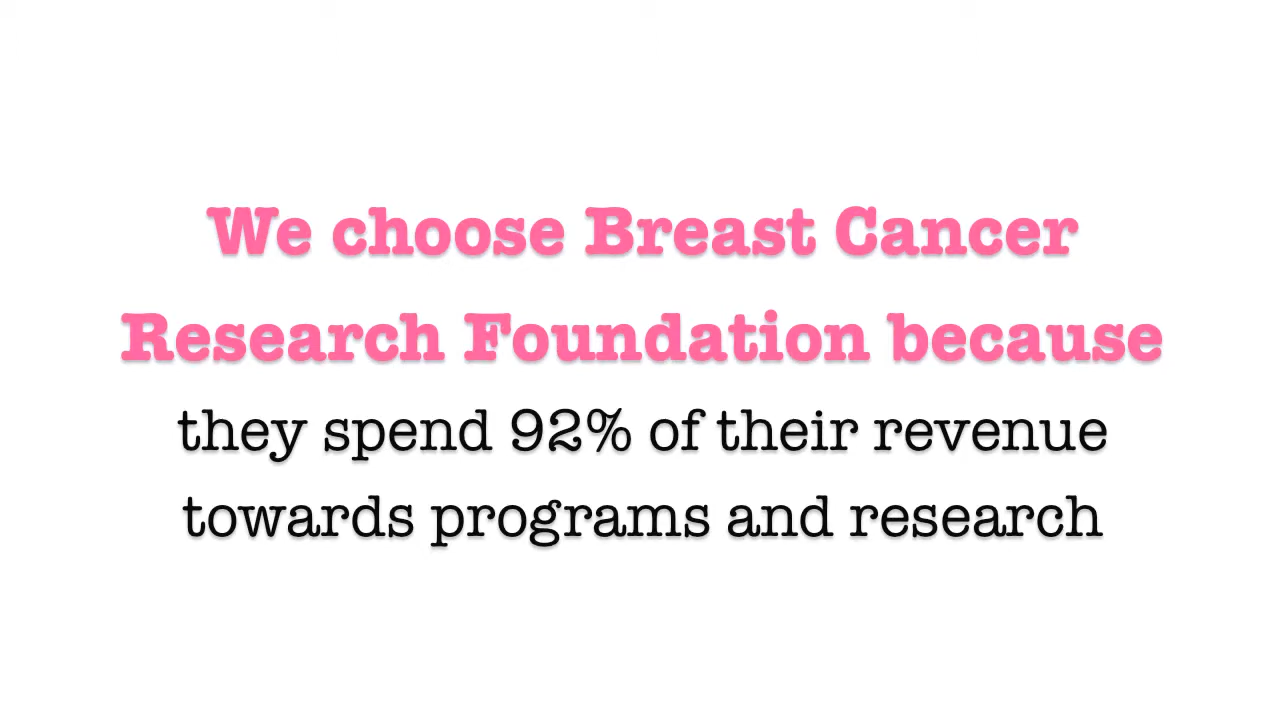 We choose Breast Cancer
Research Foundation because
they spend 92% of their revenue
towards programs and research